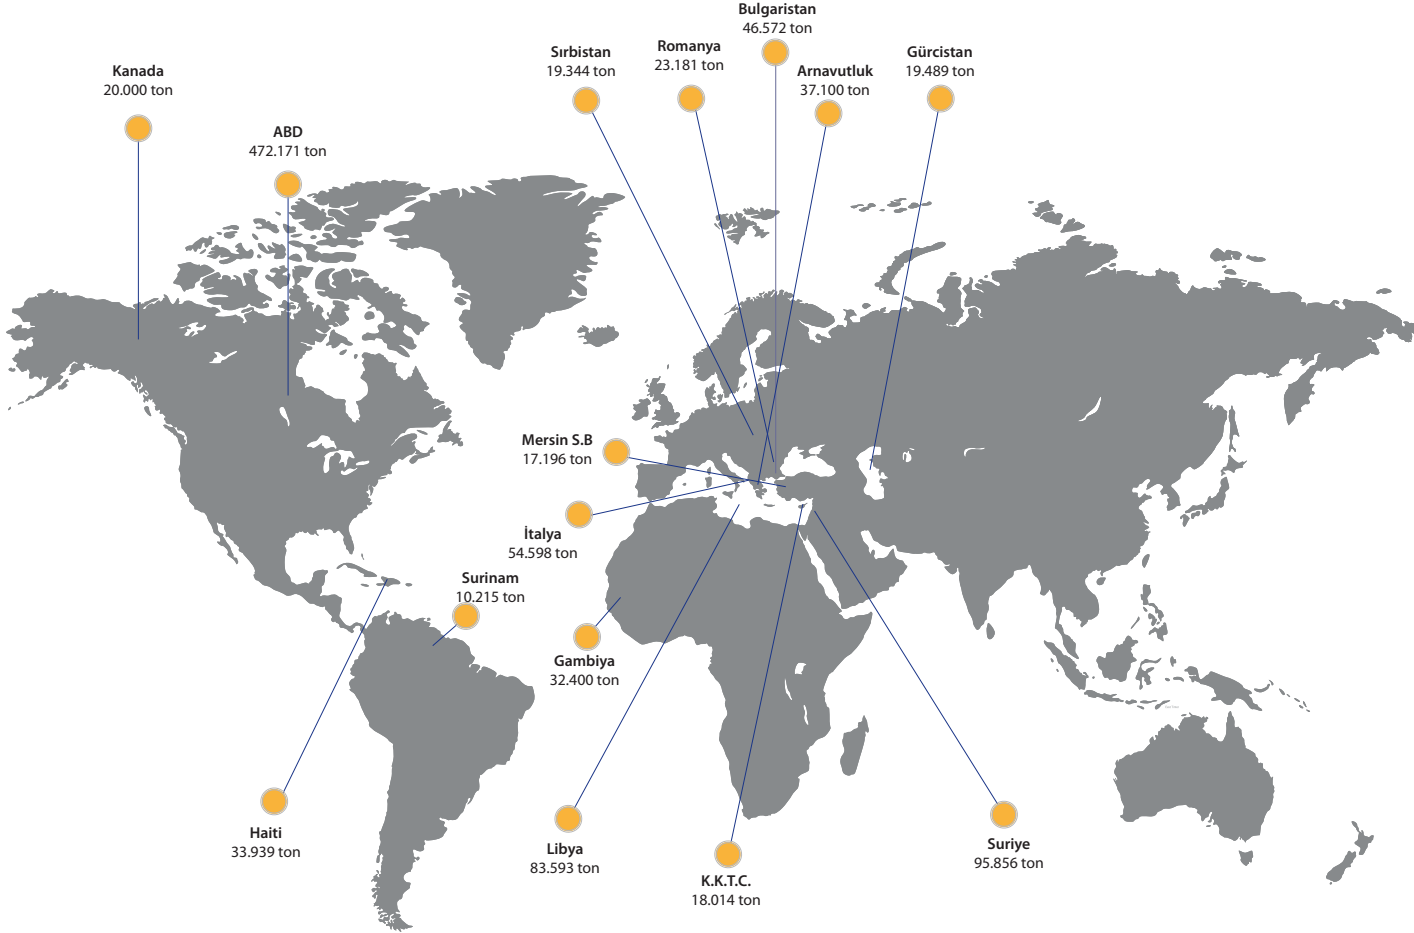 Bulgaristan
46.572 ton
Sırbistan
19.344 ton
Romanya
23.181 ton
Arnavutluk
37.100 ton
Gürcistan
19.489 ton
Kanada
20.000 ton
ABD
472.171 ton
Mersin S.B
17.196 ton
İtalya
54.598 ton
Surinam
10.215 ton
Gambiya
32.400 ton
Haiti
33.939 ton
Libya
83.593 ton
K.K.T.C.
18.014 ton
Suriye
95.856 ton